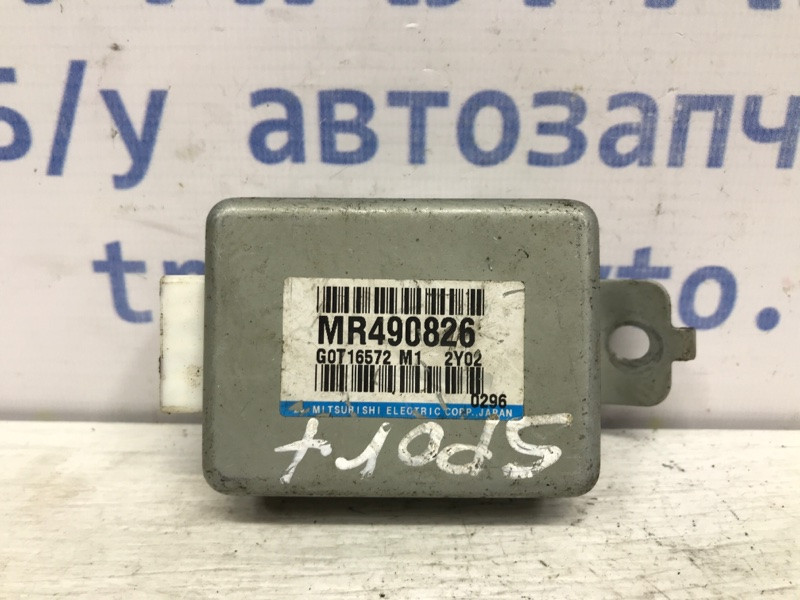 б/у автозапч
MR490826
G0T16572 M1 2Y02
0296
MITSUBISHI ELECTRIC CORP., JAPAN
Sport